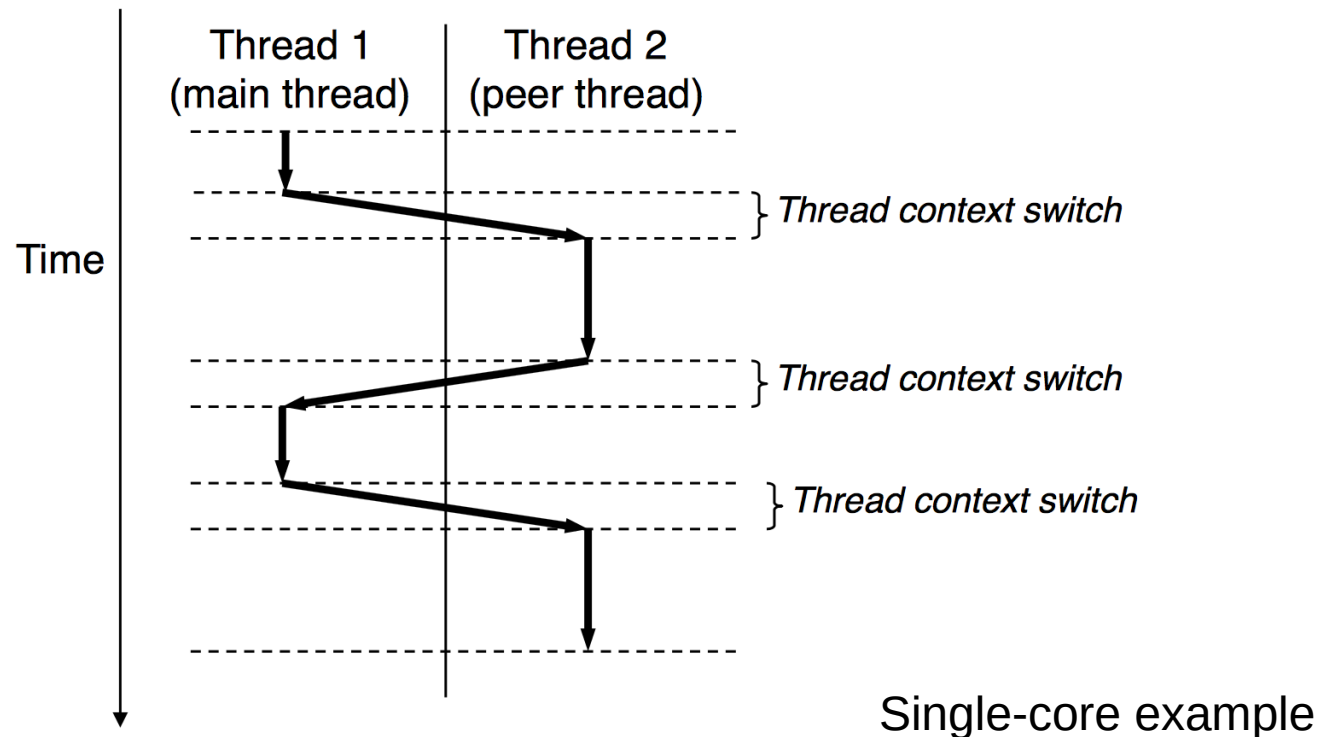 Thread 1
(main thread)
Thread 2
(peer thread)
Thread context switch
Time
Thread context switch
Thread context switch
Single-core example